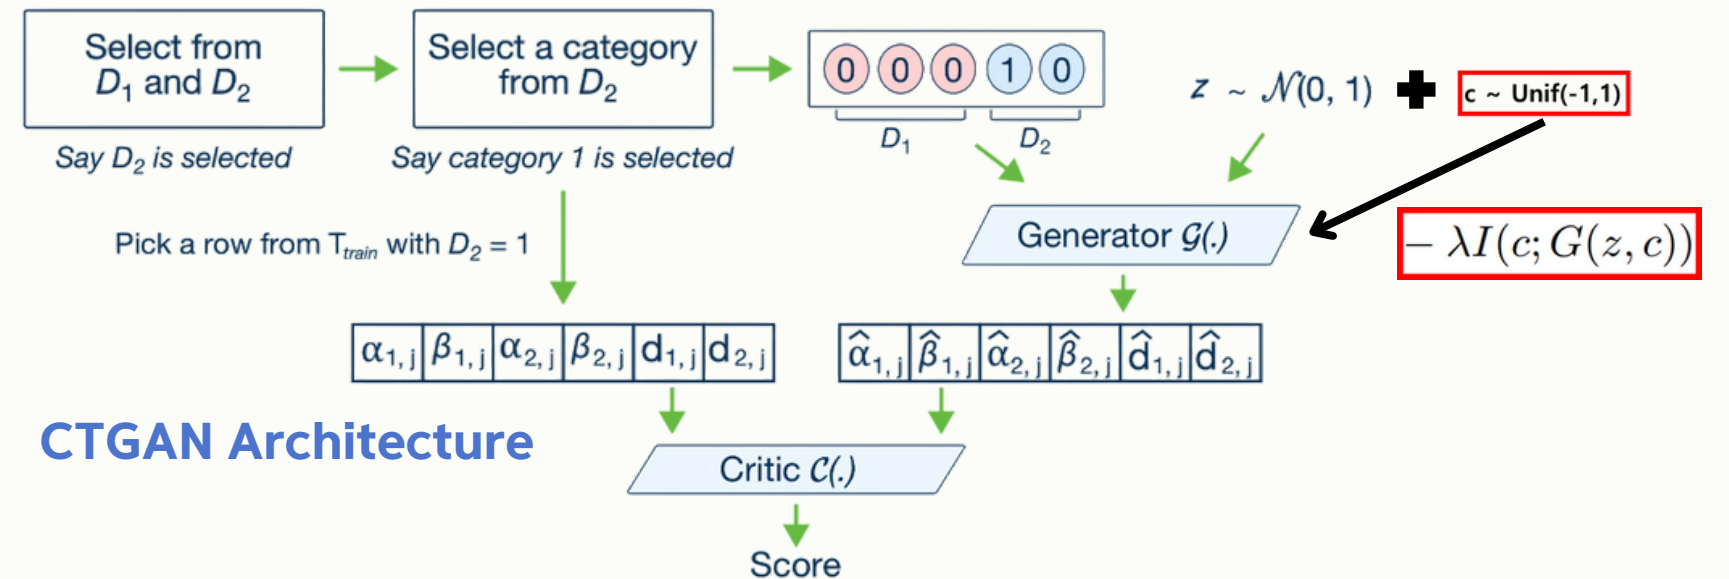 Select from
D₁ and D₂
Say D₂ is selected
Select a category
from D₂
Say category 1 is selected
0 0 0 1 0
D₁ D₂
z ~ 𝒩(0, 1) + c ~ Unif(-1,1)
Pick a row from T_train with D₂ = 1
Generator 𝒢(.)
− λI(c; G(z, c))
α₁,ⱼ β₁,ⱼ α₂,ⱼ β₂,ⱼ d₁,ⱼ d₂,ⱼ
α̂₁,ⱼ β̂₁,ⱼ α̂₂,ⱼ β̂₂,ⱼ d̂₁,ⱼ d̂₂,ⱼ
CTGAN Architecture
Critic 𝒞(.)
Score